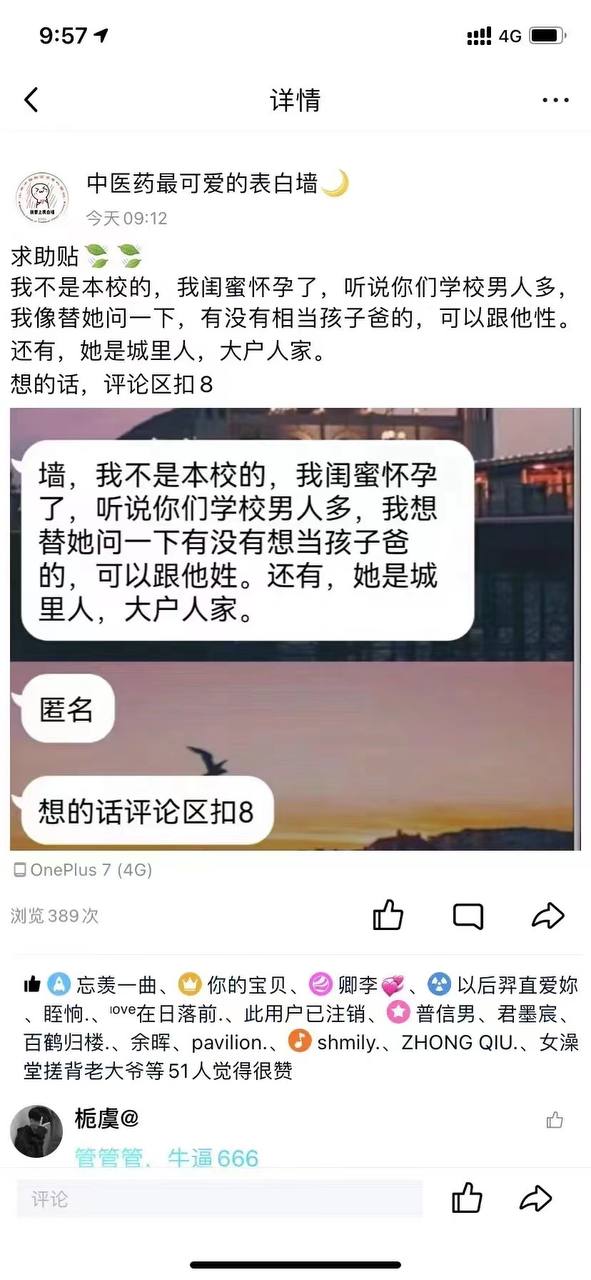 9:57
4G
详情
中医药最可爱的表白墙🌙
今天09:12
求助贴🍃🍃
我不是本校的，我闺蜜怀孕了，听说你们学校男人多，
我像替她问一下，有没有相当孩子爸的，可以跟他性。
还有，她是城里人，大户人家。
想的话，评论区扣8
墙，我不是本校的，我闺蜜怀孕
了，听说你们学校男人多，我想
替她问一下有没有想当孩子爸
的，可以跟他姓。还有，她是城
里人，大户人家。
匿名
想的话评论区扣8
OnePlus 7 (4G)
浏览389次
忘羡一曲、你的宝贝、卿李💞、以后羿直爱妳
、眰恦.、ˡᵒᵛᵉ在日落前.、此用户已注销、普信男、君墨宸、
百鹤归楼.、余晖、pavilion.、shmily.、ZHONG QIU.、女澡
堂搓背老大爷等51人觉得很赞
栀虞@
管管管，牛逼666
评论